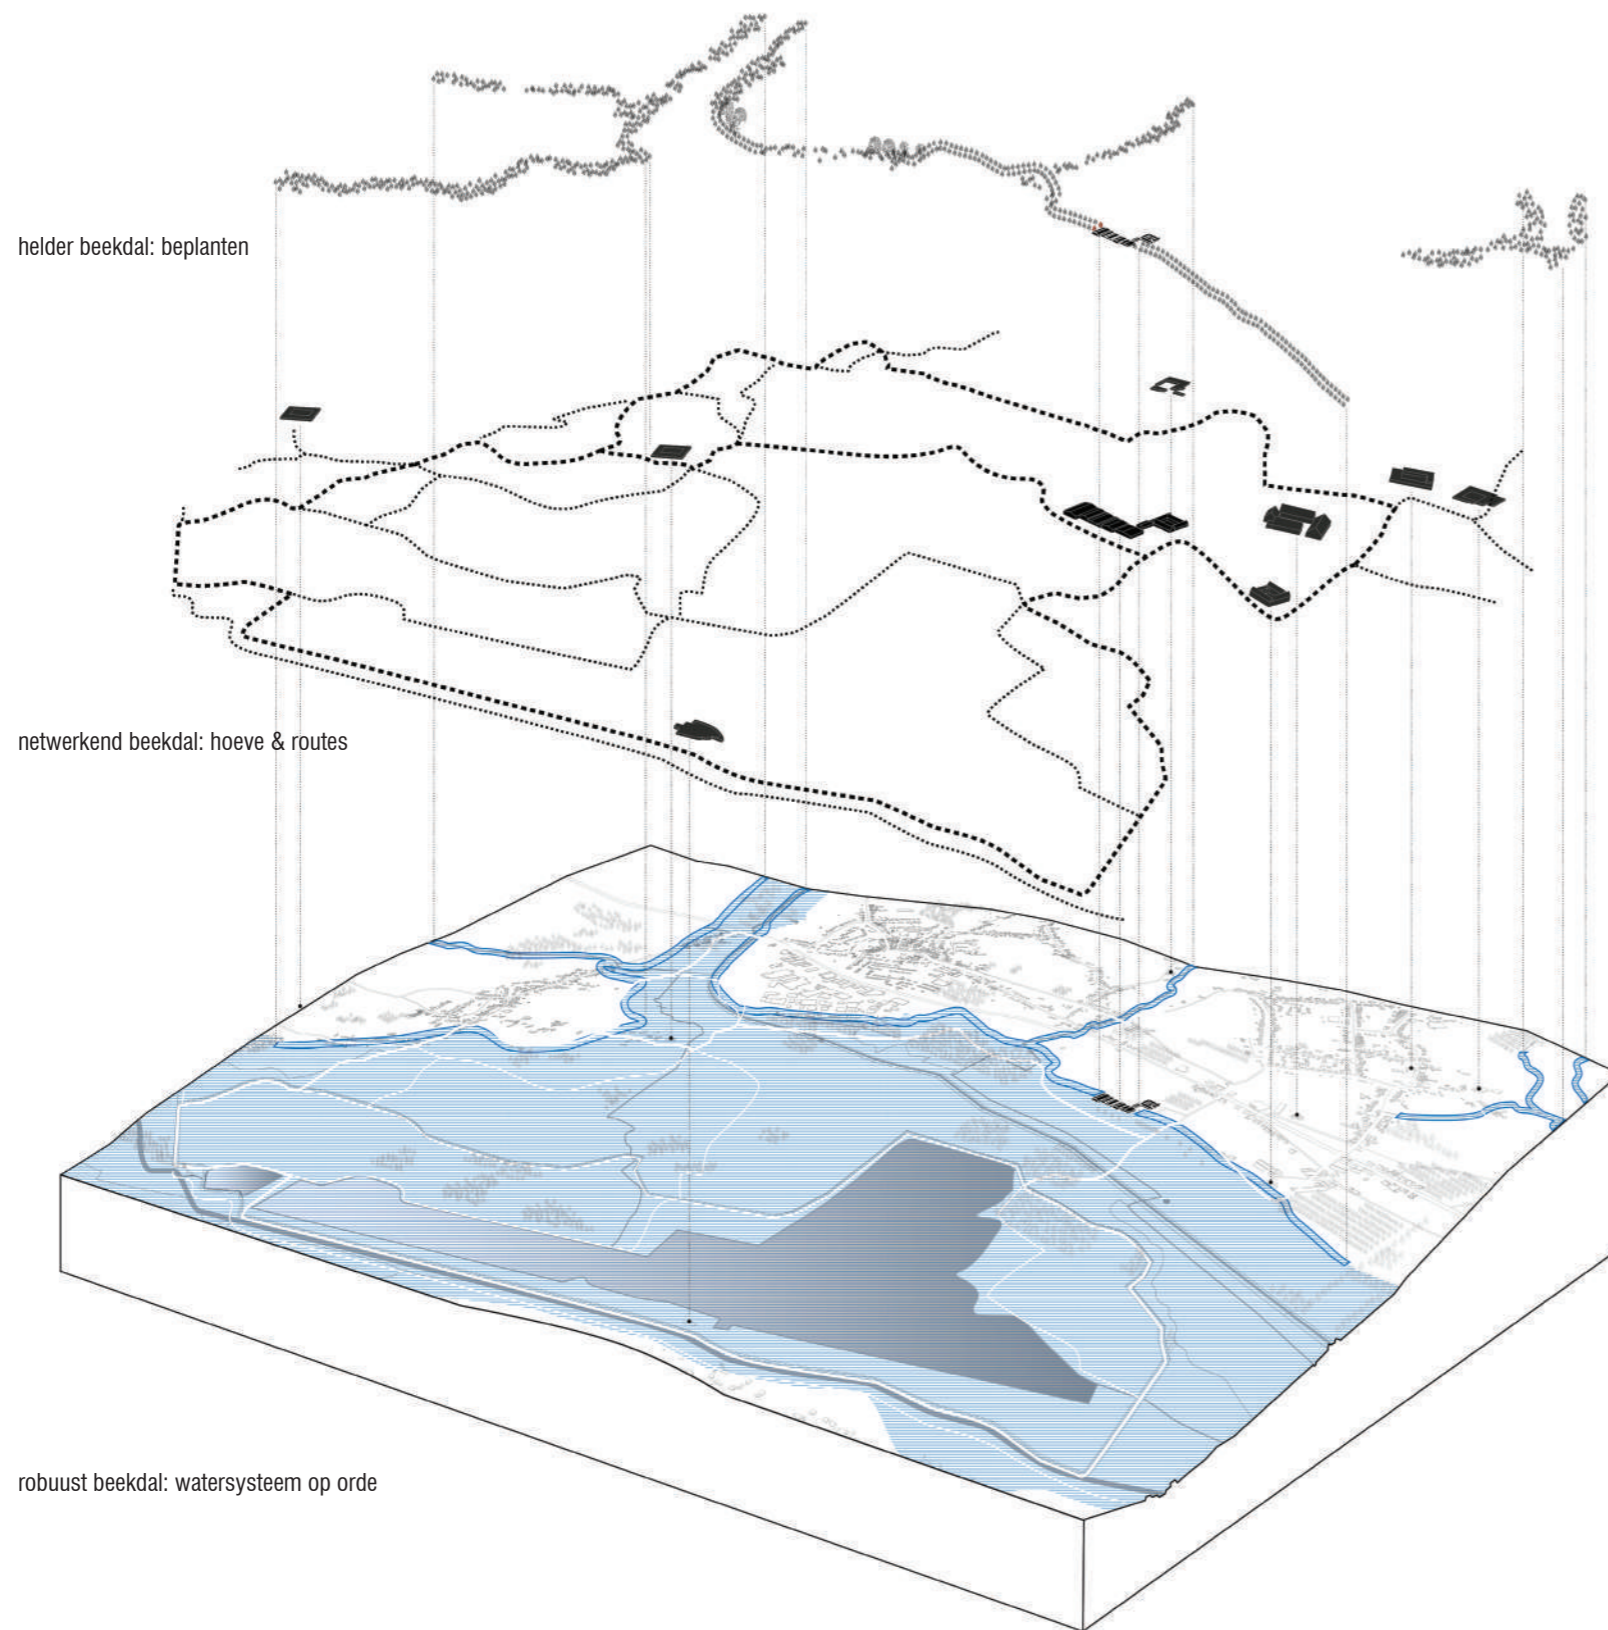 helder beekdal: beplanten
netwerkend beekdal: hoeve & routes
robuust beekdal: watersysteem op orde